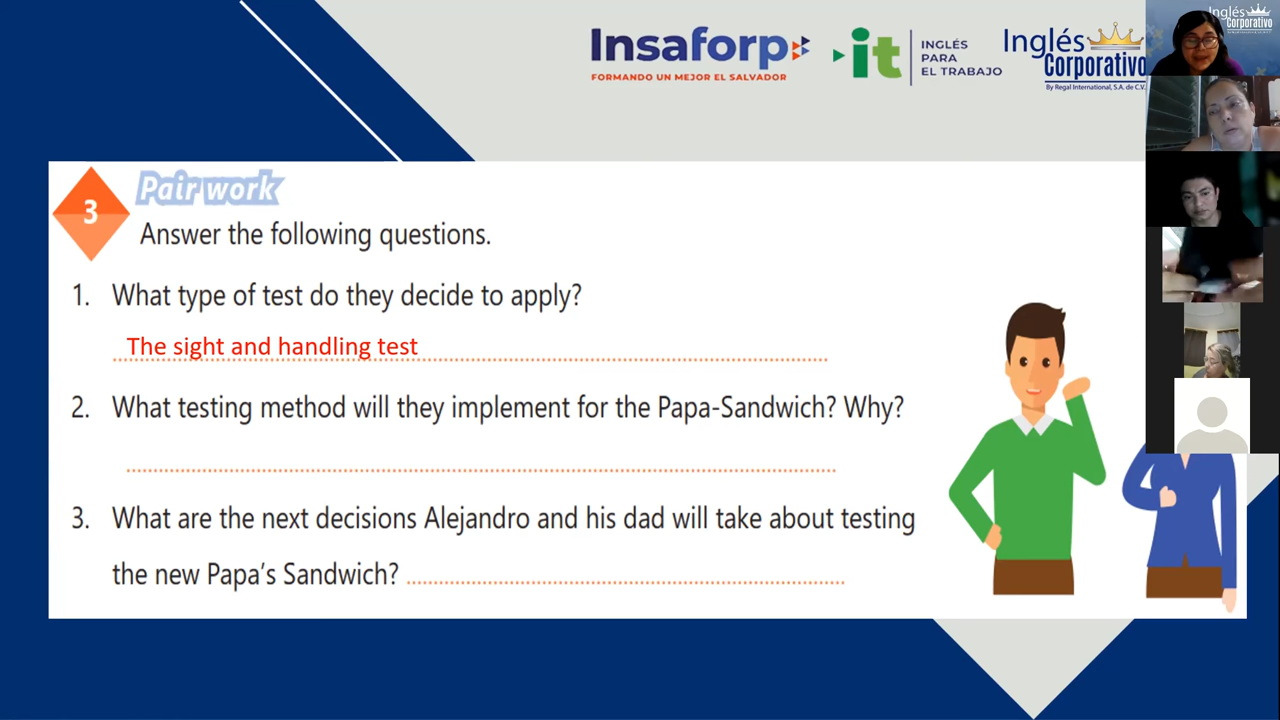 Insaforp
FORMANDO UN MEJOR EL SALVADOR
it
INGLÉS
PARA
EL TRABAJO
Inglés
Corporativo
By Regal International, S.A. de C.V.
Inglés
Corporativo
3
Pair work
Answer the following questions.
1. What type of test do they decide to apply?
The sight and handling test
2. What testing method will they implement for the Papa-Sandwich? Why?
3. What are the next decisions Alejandro and his dad will take about testing
the new Papa's Sandwich?